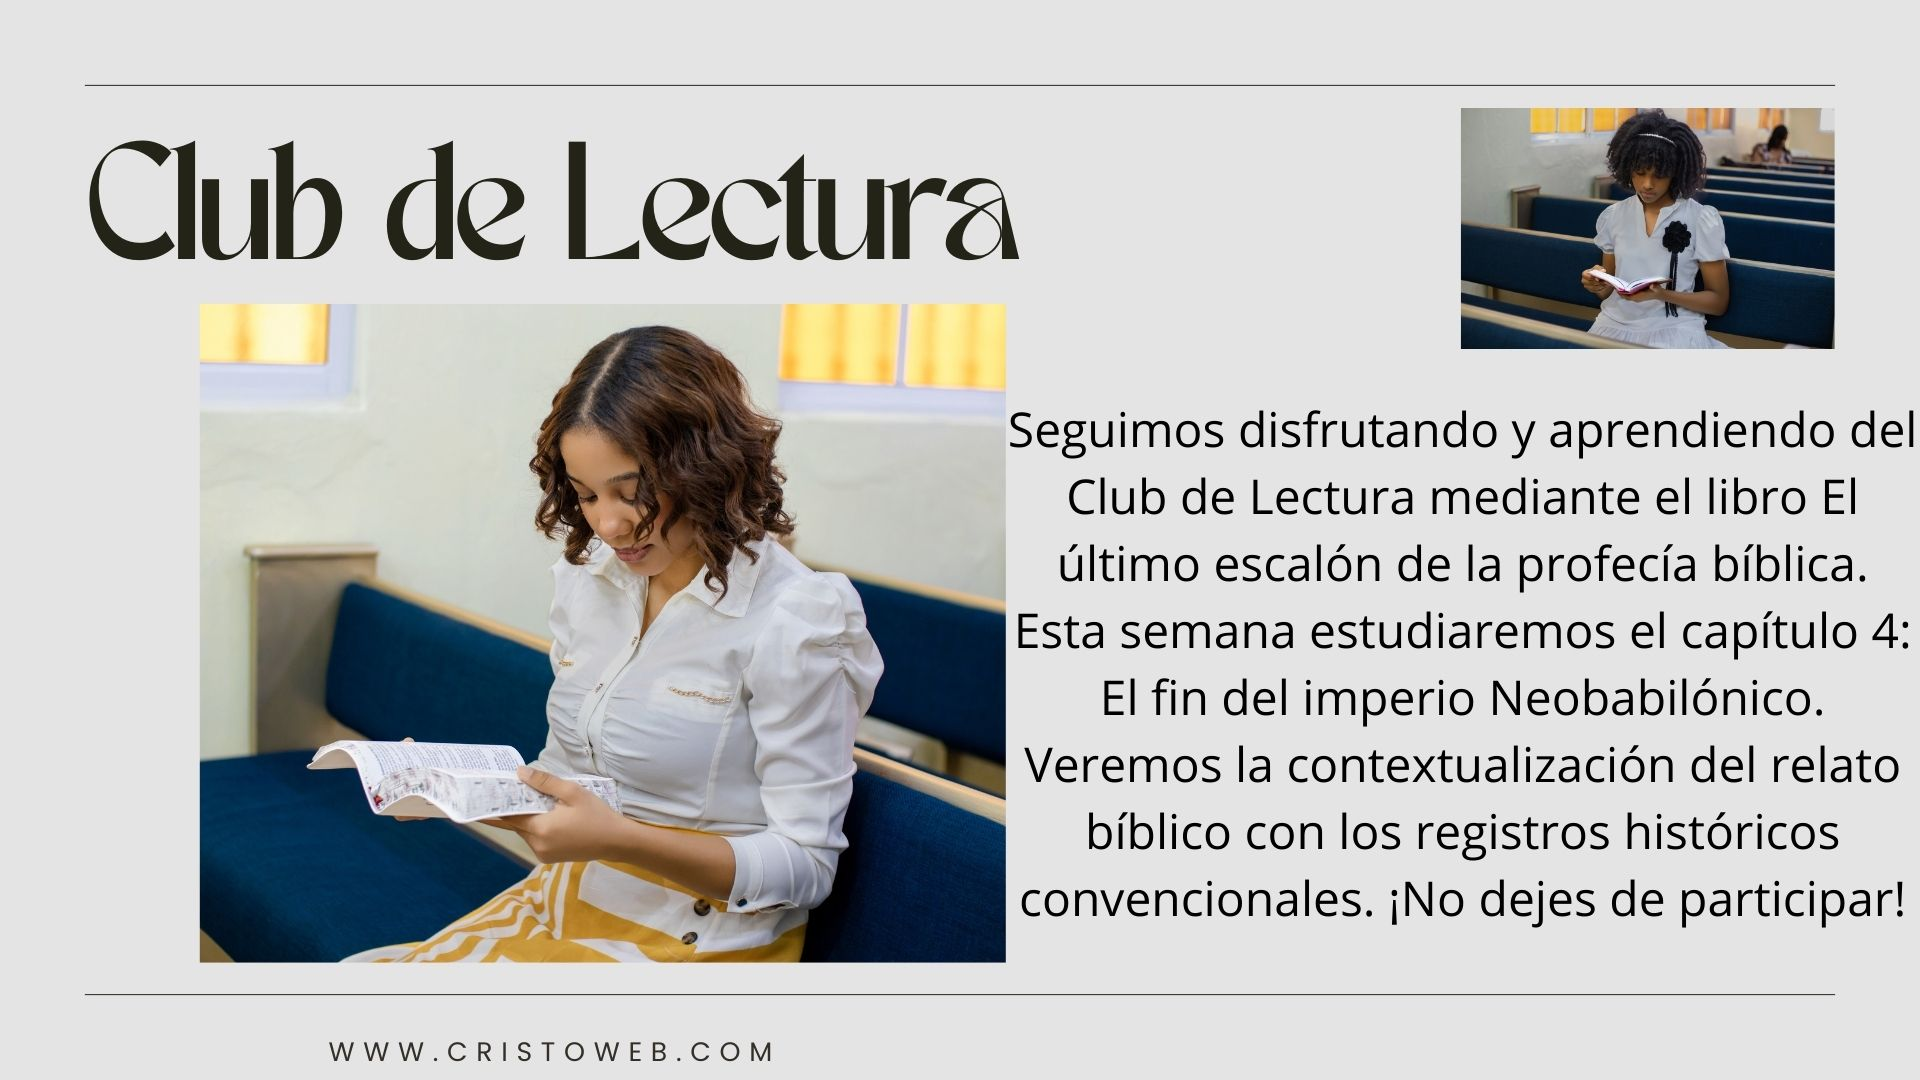 Club de Lectura
Seguimos disfrutando y aprendiendo del
Club de Lectura mediante el libro El
último escalón de la profecía bíblica.
Esta semana estudiaremos el capítulo 4:
El fin del imperio Neobabilónico.
Veremos la contextualización del relato
bíblico con los registros históricos
convencionales. ¡No dejes de participar!
WWW.CRISTOWEB.COM